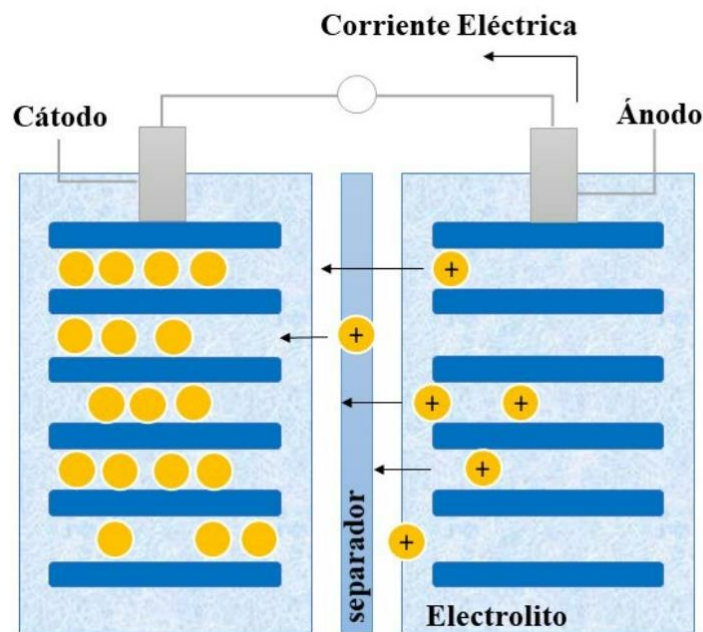 Corriente Eléctrica
Cátodo
Ánodo
+
+
+
+
+
+
separador
Electrolito